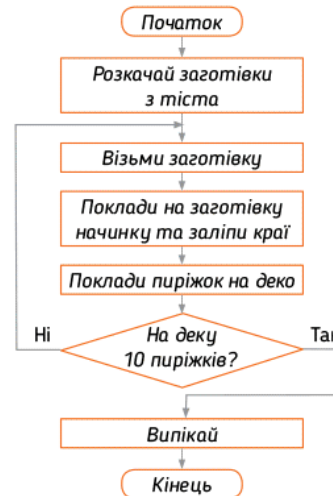 Початок
Розкачай заготівки
з тіста
Візьми заготівку
Поклади на заготівку
начинку та заліпи краї
Поклади пиріжок на деко
Ні
На деку
10 пиріжків?
Так
Випікай
Кінець